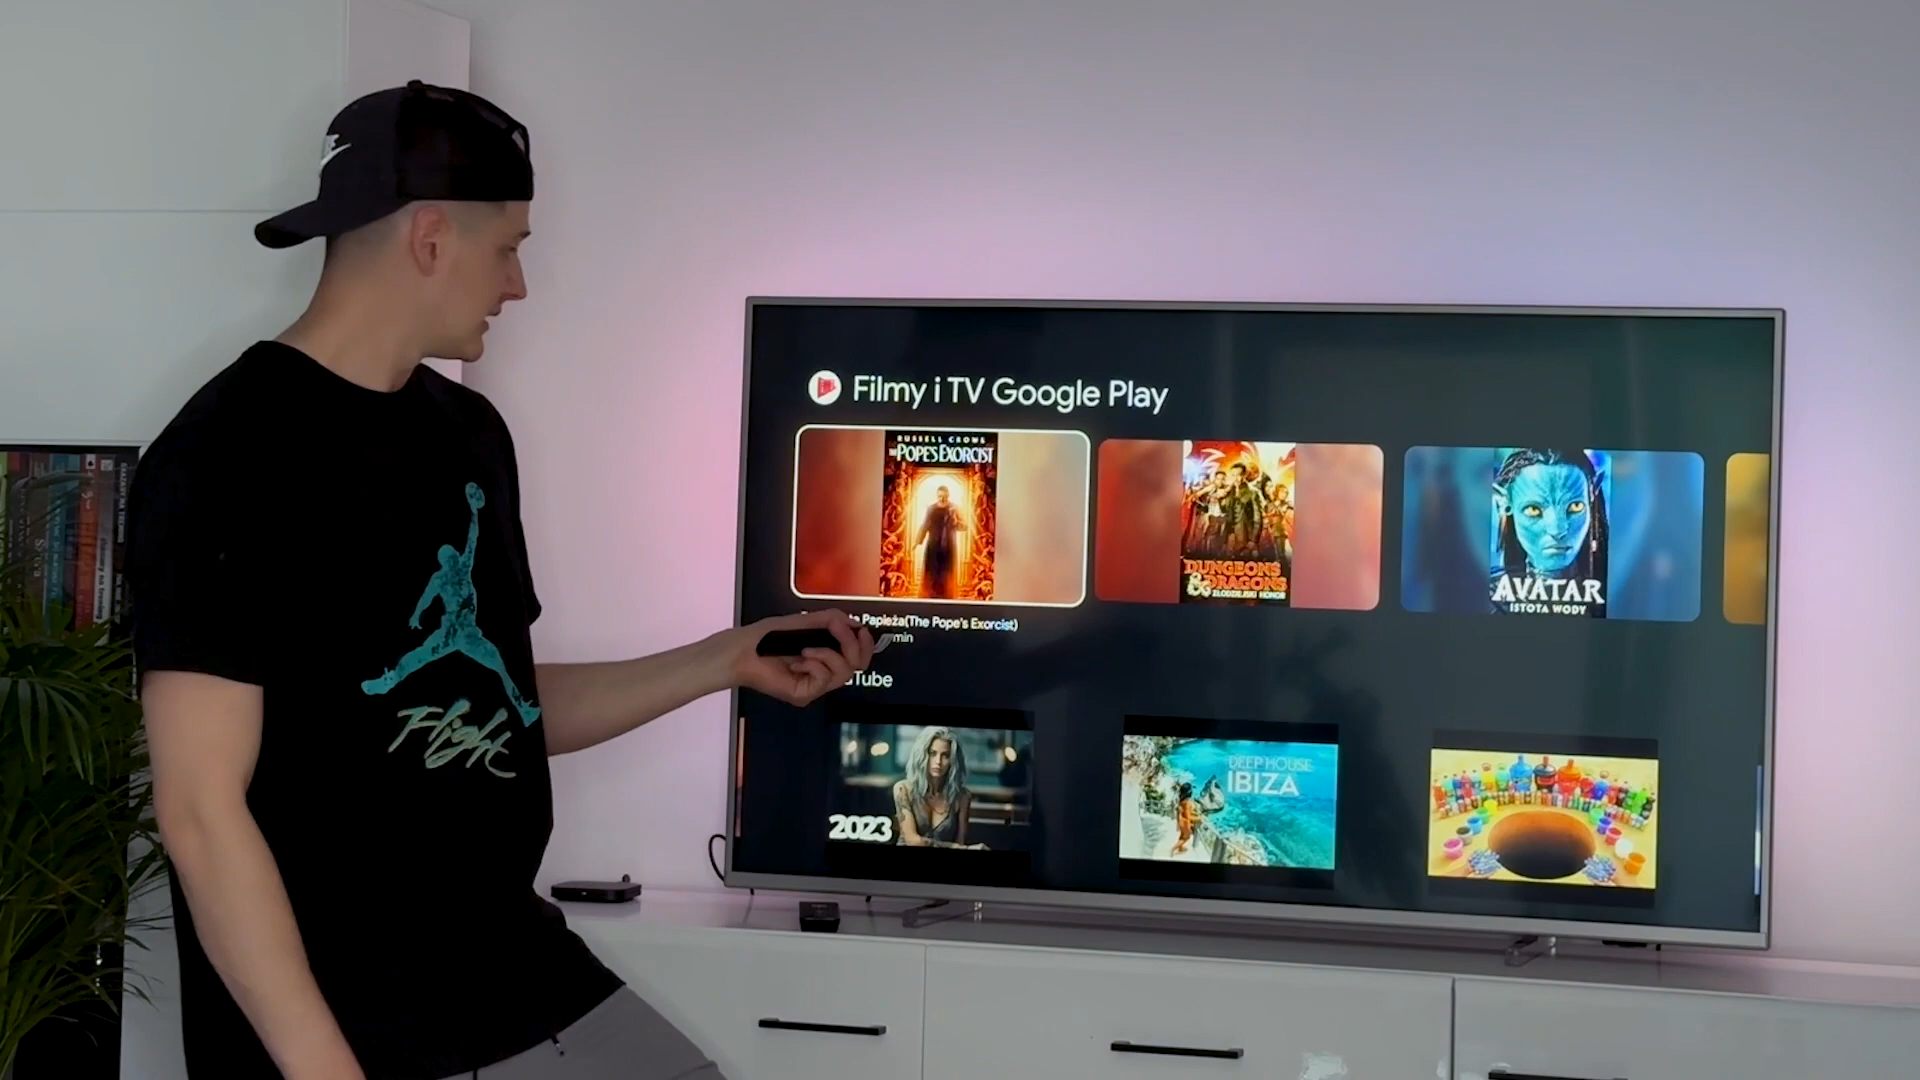 Filmy i TV Google Play
RUSSELL CROWE
THE POPE'S EXORCIST
DUNGEONS
& DRAGONS
ZŁODZIEJSKI HONOR
AVATAR
ISTOTA WODY
Papieża(The Pope's Exorcist)
min
uTube
2023
DEEP HOUSE
IBIZA
Flight